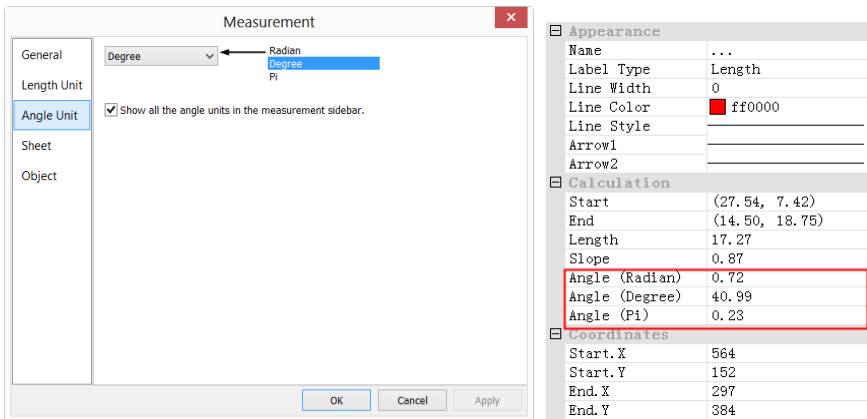 Measurement
General
Length Unit
Angle Unit
Sheet
Object
Degree
Radian
Degree
Pi
Show all the angle units in the measurement sidebar.
OK Cancel Apply
Appearance
Name ...
Label Type Length
Line Width 0
Line Color ff0000
Line Style
Arrow1
Arrow2
Calculation
Start (27.54, 7.42)
End (14.50, 18.75)
Length 17.27
Slope 0.87
Angle (Radian) 0.72
Angle (Degree) 40.99
Angle (Pi) 0.23
Coordinates
Start.X 564
Start.Y 152
End.X 297
End.Y 384